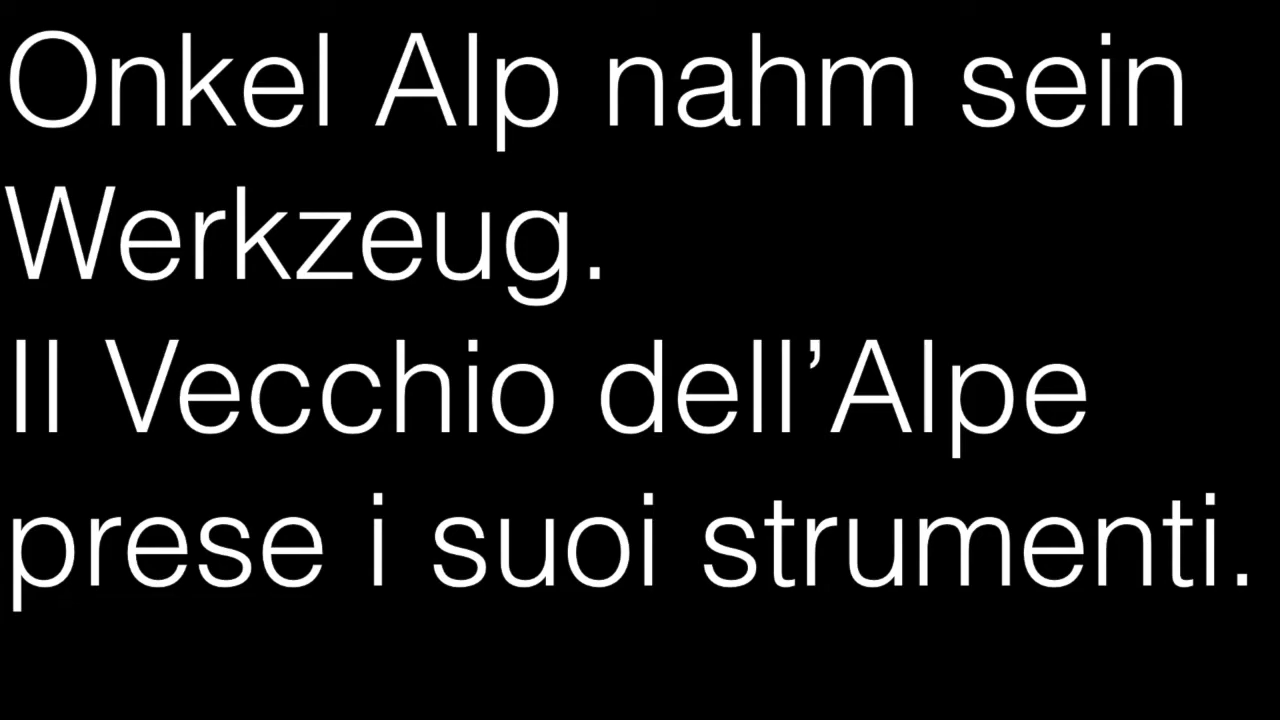 Onkel Alp nahm sein
Werkzeug.
Il Vecchio dell’Alpe
prese i suoi strumenti.